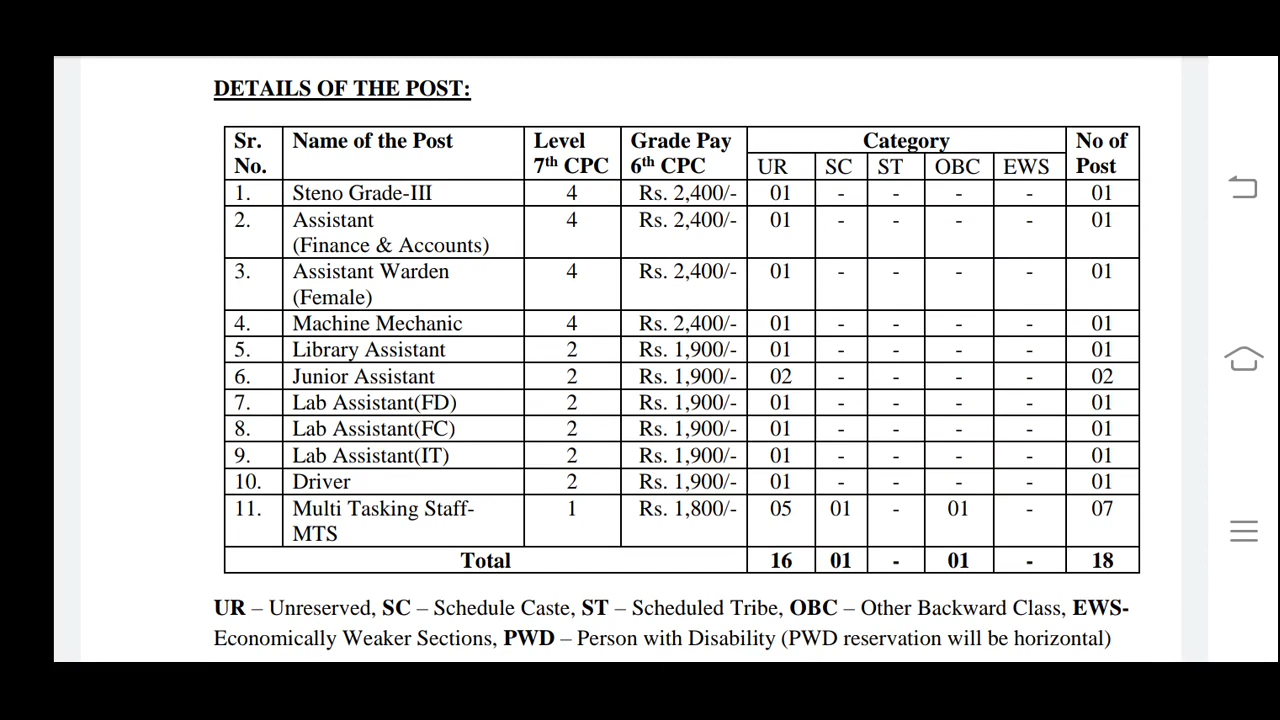 DETAILS OF THE POST:
Sr. No. Name of the Post Level 7th CPC Grade Pay 6th CPC Category No of Post
UR SC ST OBC EWS
1. Steno Grade-III 4 Rs. 2,400/- 01 - - - - 01
2. Assistant (Finance & Accounts) 4 Rs. 2,400/- 01 - - - - 01
3. Assistant Warden (Female) 4 Rs. 2,400/- 01 - - - - 01
4. Machine Mechanic 4 Rs. 2,400/- 01 - - - - 01
5. Library Assistant 2 Rs. 1,900/- 01 - - - - 01
6. Junior Assistant 2 Rs. 1,900/- 02 - - - - 02
7. Lab Assistant(FD) 2 Rs. 1,900/- 01 - - - - 01
8. Lab Assistant(FC) 2 Rs. 1,900/- 01 - - - - 01
9. Lab Assistant(IT) 2 Rs. 1,900/- 01 - - - - 01
10. Driver 2 Rs. 1,900/- 01 - - - - 01
11. Multi Tasking Staff-MTS 1 Rs. 1,800/- 05 01 - 01 - 07
Total 16 01 - 01 - 18
UR – Unreserved, SC – Schedule Caste, ST – Scheduled Tribe, OBC – Other Backward Class, EWS-
Economically Weaker Sections, PWD – Person with Disability (PWD reservation will be horizontal)